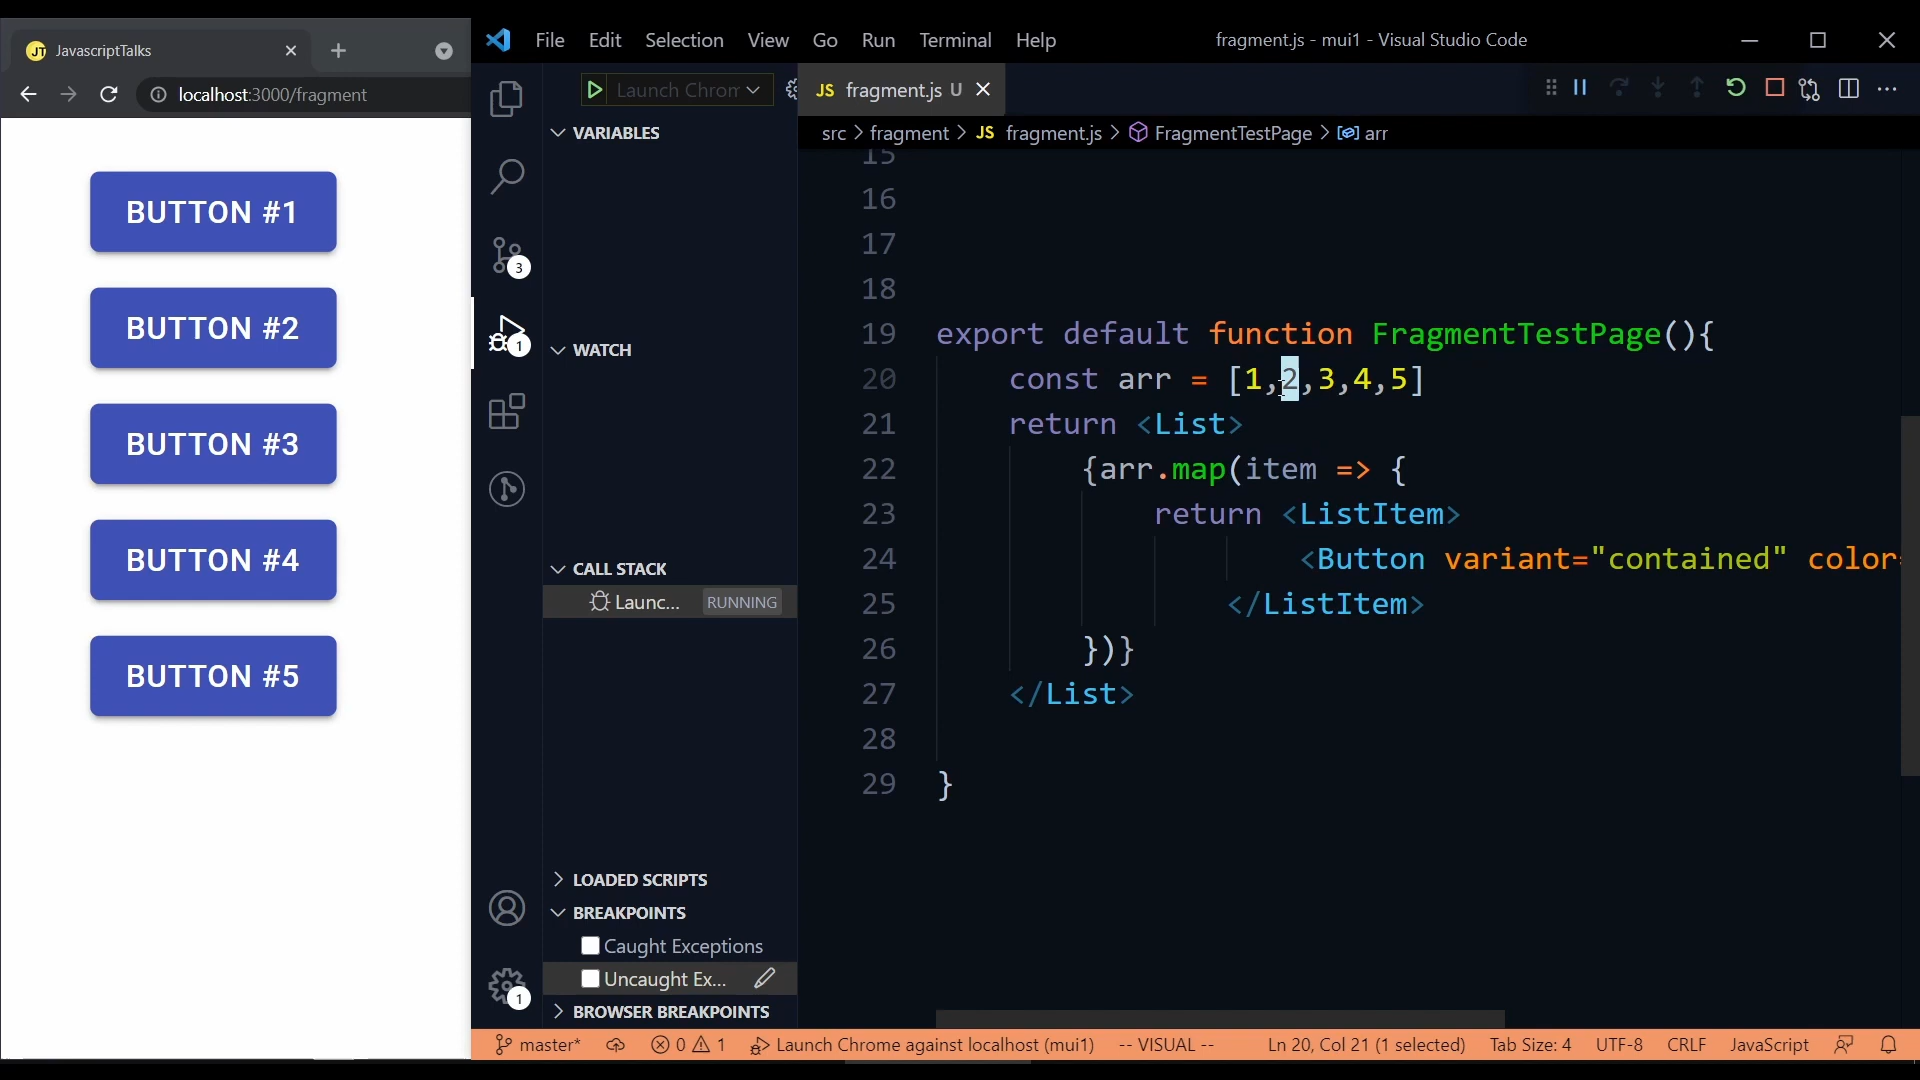 JavascriptTalks
localhost:3000/fragment
BUTTON #1
BUTTON #2
BUTTON #3
BUTTON #4
BUTTON #5
File Edit Selection View Go Run Terminal Help
fragment.js - mui1 - Visual Studio Code
Launch Chrom
JS fragment.js U
src > fragment > JS fragment.js > FragmentTestPage > arr
3
1
1
VARIABLES
WATCH
CALL STACK
Launc... RUNNING
LOADED SCRIPTS
BREAKPOINTS
Caught Exceptions
Uncaught Ex...
BROWSER BREAKPOINTS
15
16
17
18
19 export default function FragmentTestPage(){
20 const arr = [1,2,3,4,5]
21 return <List>
22 {arr.map(item => {
23 return <ListItem>
24 <Button variant="contained" color=
25 </ListItem>
26 })}
27 </List>
28
29 }
master* 0 1 Launch Chrome against localhost (mui1) -- VISUAL -- Ln 20, Col 21 (1 selected) Tab Size: 4 UTF-8 CRLF JavaScript